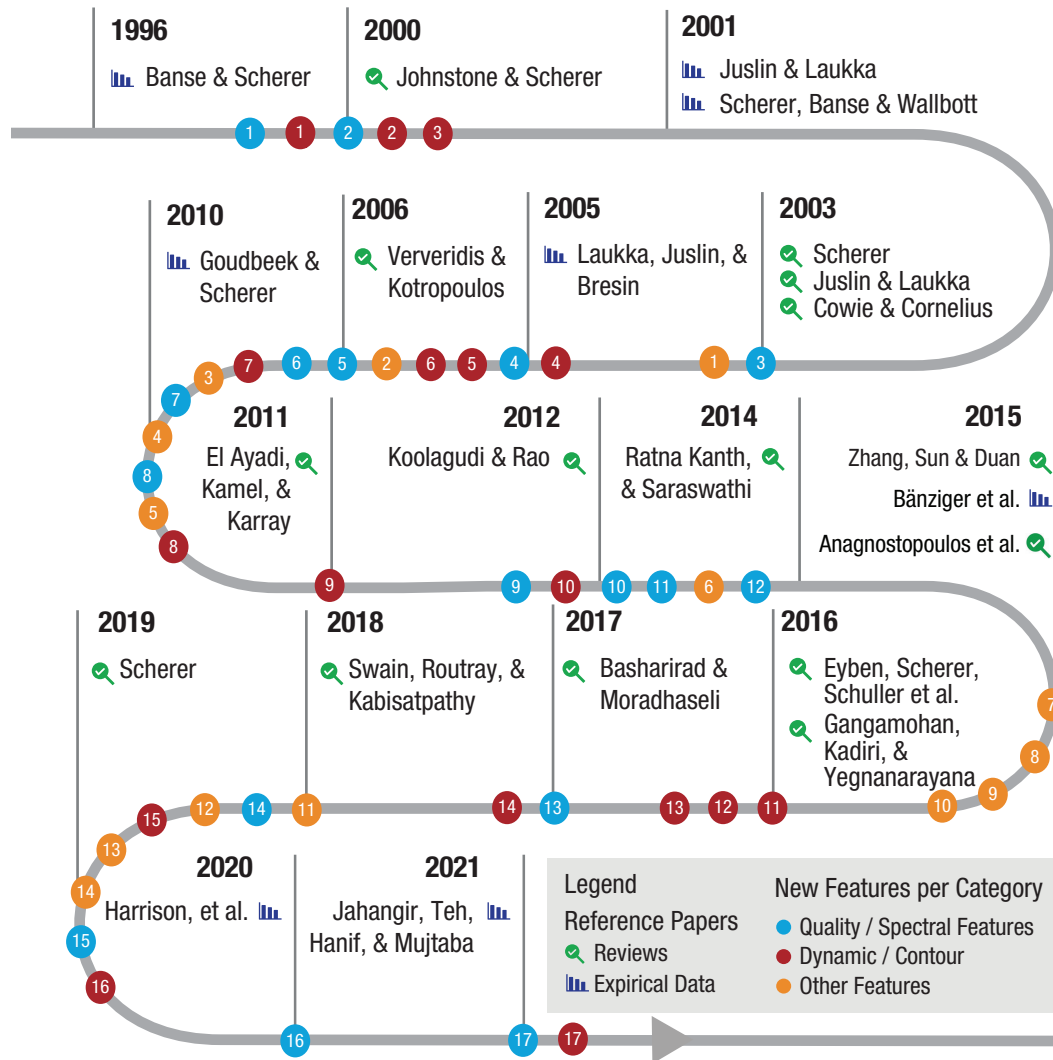 1996
Banse & Scherer
2000
Johnstone & Scherer
2001
Juslin & Laukka
Scherer, Banse & Wallbott
1 1 2 2 3
2010
Goudbeek &
Scherer
2006
Ververidis &
Kotropoulos
2005
Laukka, Juslin, &
Bresin
2003
Scherer
Juslin & Laukka
Cowie & Cornelius
3 7 6 5 2 6 5 4 4 1 3
7
4
8
5
8
2011
El Ayadi,
Kamel, &
Karray
2012
Koolagudi & Rao
2014
Ratna Kanth,
& Saraswathi
2015
Zhang, Sun & Duan
Bänziger et al.
Anagnostopoulos et al.
9 9 10 10 11 6 12
2019
Scherer
2018
Swain, Routray, &
Kabisatpathy
2017
Basharirad &
Moradhaseli
2016
Eyben, Scherer,
Schuller et al.
Gangamohan,
Kadiri, &
Yegnanarayana
7
8
9
15 12 14 11 14 13 13 12 11 10
13
14
15
16
2020
Harrison, et al.
2021
Jahangir, Teh,
Hanif, & Mujtaba
16 17 17
Legend
Reference Papers
Reviews
Expirical Data
New Features per Category
Quality / Spectral Features
Dynamic / Contour
Other Features